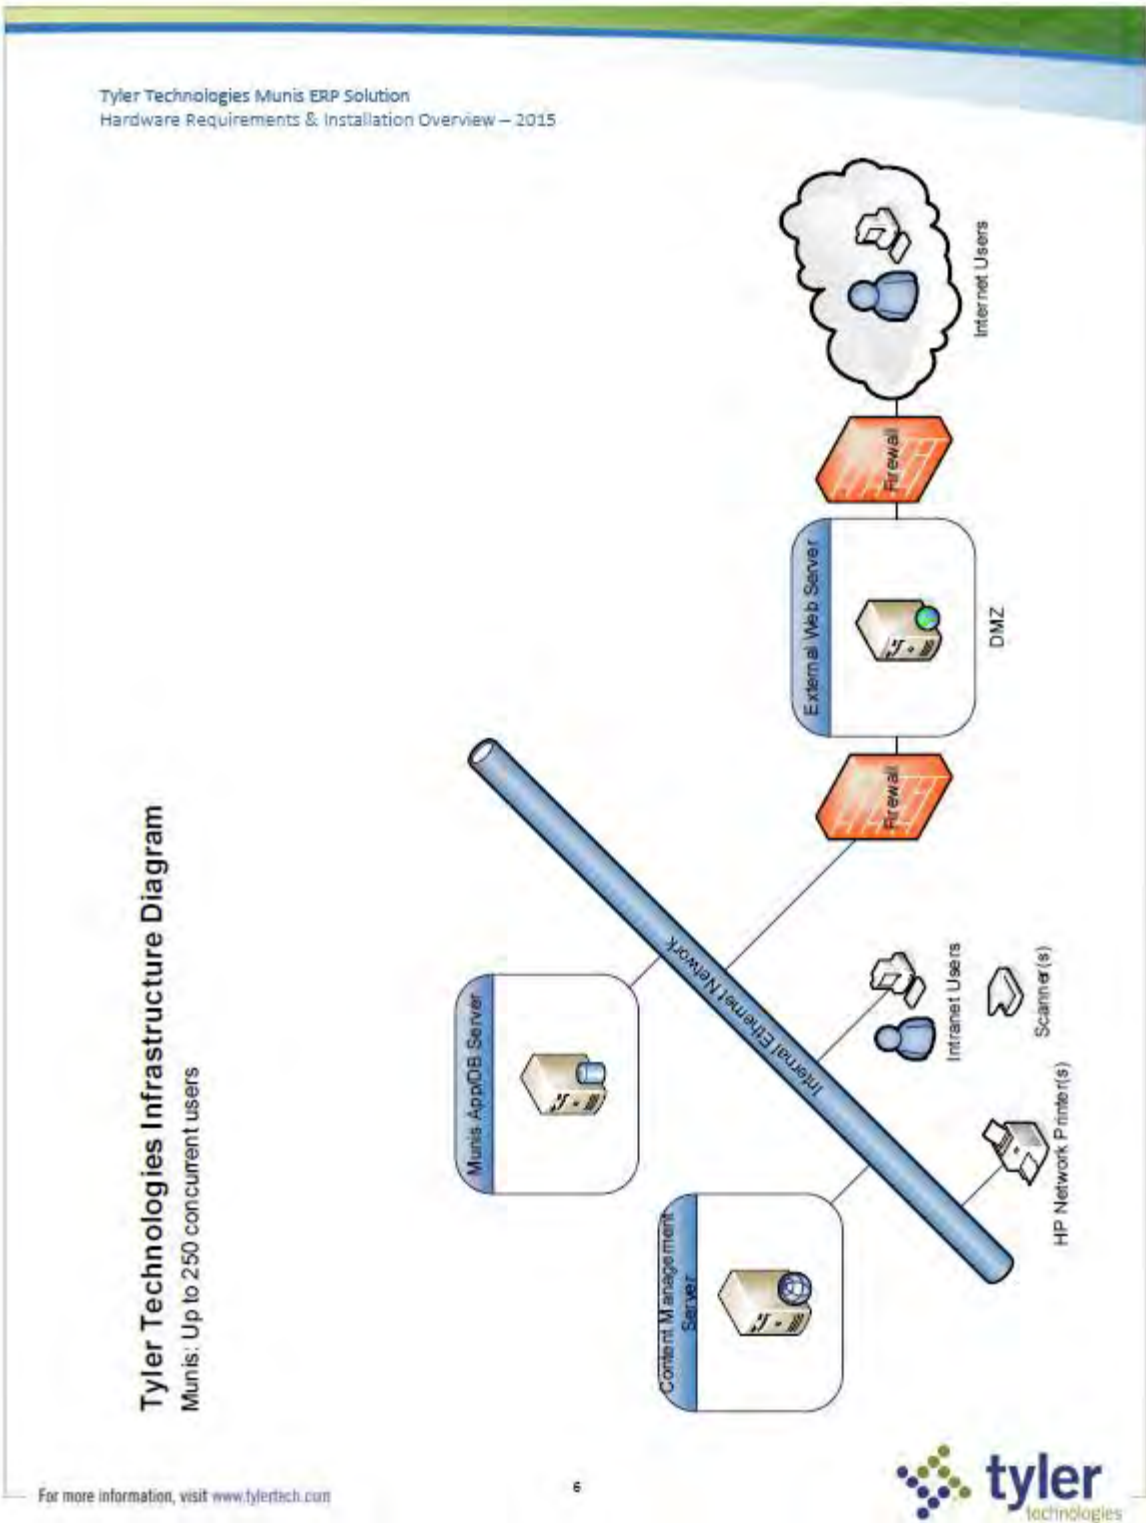 Tyler Technologies Munis ERP Solution
Hardware Requirements & Installation Overview – 2015
Tyler Technologies Infrastructure Diagram
Munis: Up to 250 concurrent users
Munis App/DB Server
Content Management
Server
Internal Ethernet Network
HP Network Printer(s)
Intranet Users
Scanner(s)
Firewall
External Web Server
DMZ
Firewall
Internet Users
For more information, visit www.tylertech.com
6
tyler
technologies